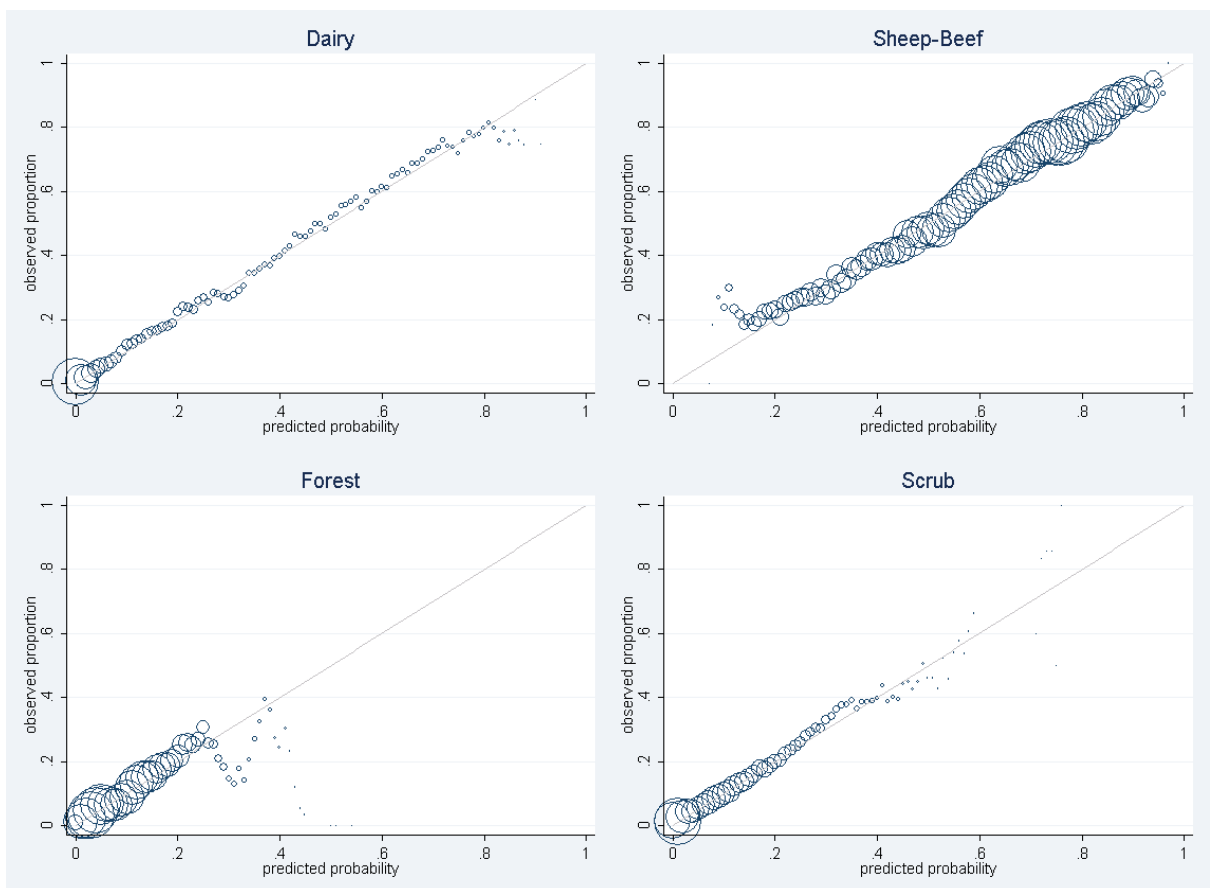 Dairy
observed proportion
0 .2 .4 .6 .8 1
0 .2 .4 .6 .8 1
predicted probability
Sheep-Beef
observed proportion
0 .2 .4 .6 .8 1
0 .2 .4 .6 .8 1
predicted probability
Forest
observed proportion
0 .2 .4 .6 .8 1
0 .2 .4 .6 .8 1
predicted probability
Scrub
observed proportion
0 .2 .4 .6 .8 1
0 .2 .4 .6 .8 1
predicted probability